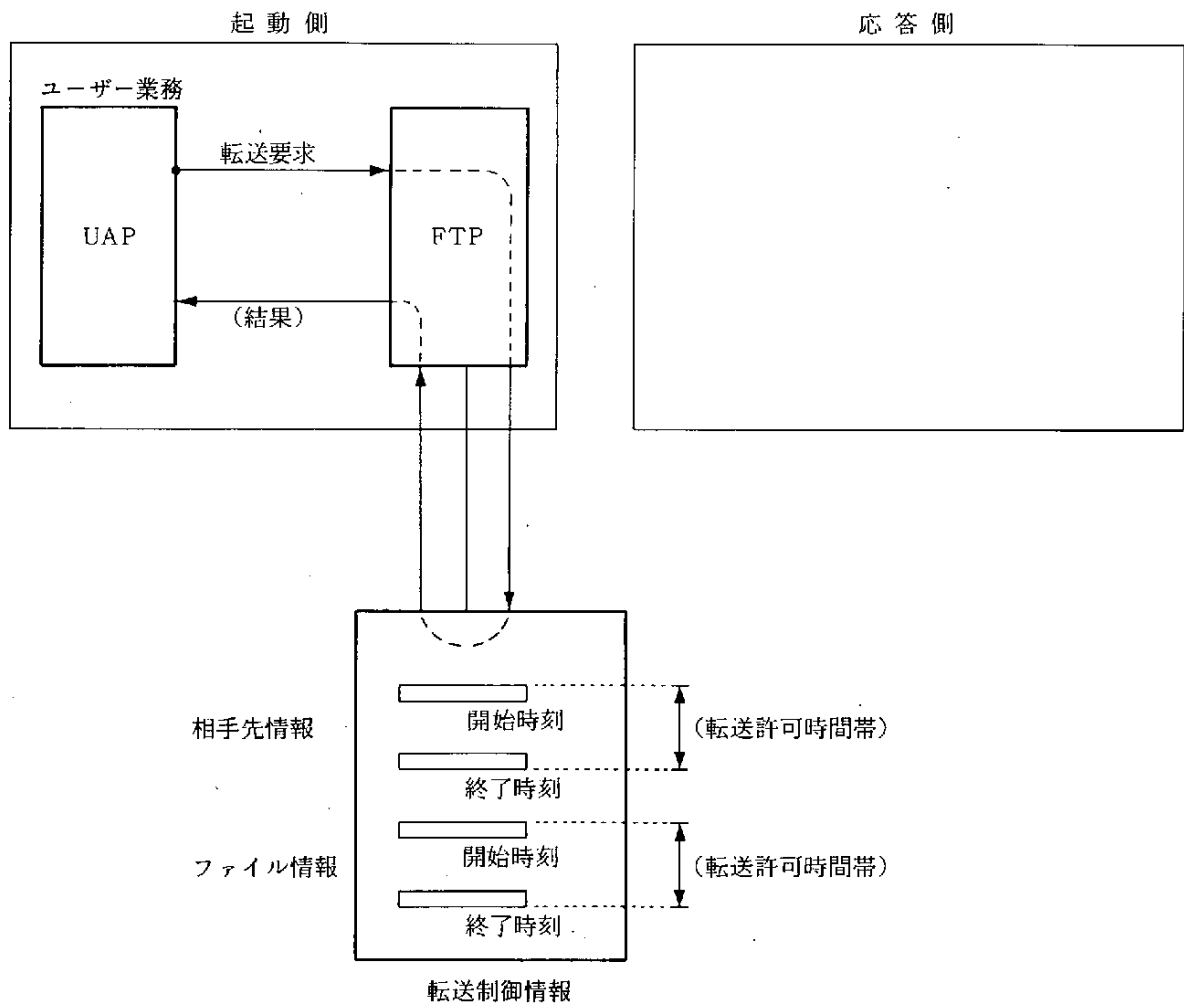 起動側
応答側
ユーザー業務
転送要求
UAP
FTP
(結果)
開始時刻
相手先情報
(転送許可時間帯)
終了時刻
開始時刻
ファイル情報
(転送許可時間帯)
終了時刻
転送制御情報